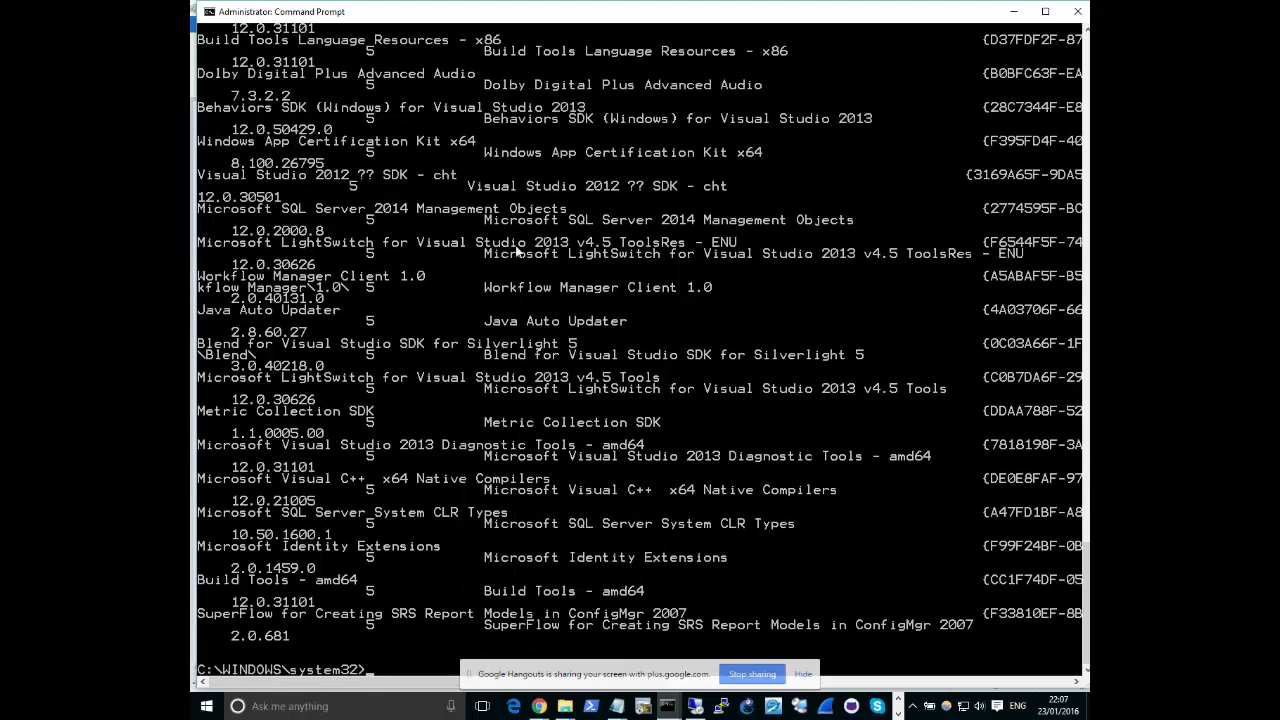 Administrator: Command Prompt
12.0.31101
Build Tools Language Resources - x86 {D37FDF2F-87
5 Build Tools Language Resources - x86
12.0.31101
Dolby Digital Plus Advanced Audio {B0BFC63F-EA
5 Dolby Digital Plus Advanced Audio
7.3.2.2
Behaviors SDK (Windows) for Visual Studio 2013 {28C7344F-E8
5 Behaviors SDK (Windows) for Visual Studio 2013
12.0.50429.0
Windows App Certification Kit x64 {F395FD4F-40
5 Windows App Certification Kit x64
8.100.26795
Visual Studio 2012 ?? SDK - cht {3169A65F-9DA5
5 Visual Studio 2012 ?? SDK - cht
12.0.30501
Microsoft SQL Server 2014 Management Objects {2774595F-BC
5 Microsoft SQL Server 2014 Management Objects
12.0.2000.8
Microsoft LightSwitch for Visual Studio 2013 v4.5 ToolsRes - ENU {F6544F5F-74
5 Microsoft LightSwitch for Visual Studio 2013 v4.5 ToolsRes - ENU
12.0.30626
Workflow Manager Client 1.0 {A5ABAF5F-B5
kflow Manager\1.0\ 5 Workflow Manager Client 1.0
2.0.40131.0
Java Auto Updater {4A03706F-66
5 Java Auto Updater
2.8.60.27
Blend for Visual Studio SDK for Silverlight 5 {0C03A66F-1F
\Blend\ 5 Blend for Visual Studio SDK for Silverlight 5
3.0.40218.0
Microsoft LightSwitch for Visual Studio 2013 v4.5 Tools {C0B7DA6F-29
5 Microsoft LightSwitch for Visual Studio 2013 v4.5 Tools
12.0.30626
Metric Collection SDK {DDAA788F-52
5 Metric Collection SDK
1.1.0005.00
Microsoft Visual Studio 2013 Diagnostic Tools - amd64 {7818198F-3A
5 Microsoft Visual Studio 2013 Diagnostic Tools - amd64
12.0.31101
Microsoft Visual C++  x64 Native Compilers {DE0E8FAF-97
5 Microsoft Visual C++  x64 Native Compilers
12.0.21005
Microsoft SQL Server System CLR Types {A47FD1BF-A8
5 Microsoft SQL Server System CLR Types
10.50.1600.1
Microsoft Identity Extensions {F99F24BF-0B
5 Microsoft Identity Extensions
2.0.1459.0
Build Tools - amd64 {CC1F74DF-05
5 Build Tools - amd64
12.0.31101
SuperFlow for Creating SRS Report Models in ConfigMgr 2007 {F33810EF-8B
5 SuperFlow for Creating SRS Report Models in ConfigMgr 2007
2.0.681
C:\WINDOWS\system32>_
Google Hangouts is sharing your screen with plus.google.com. Stop sharing Hide
Ask me anything
ENG
22:07
23/01/2016